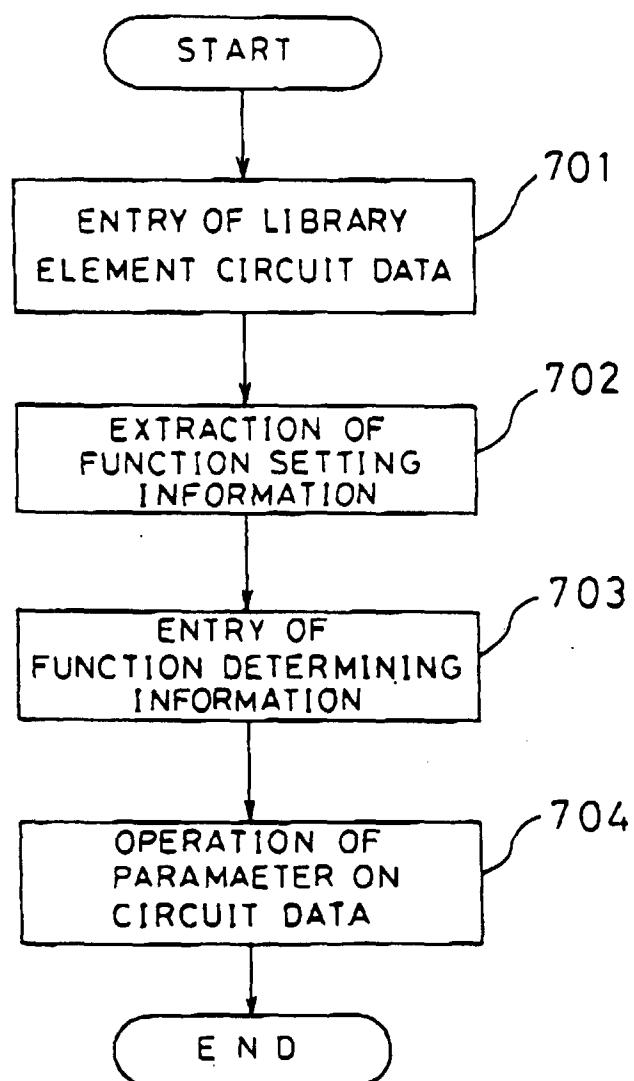 START
701
ENTRY OF LIBRARY
ELEMENT CIRCUIT DATA
702
EXTRACTION OF
FUNCTION SETTING
INFORMATION
703
ENTRY OF
FUNCTION DETERMINING
INFORMATION
704
OPERATION OF
PARAMAETER ON
CIRCUIT DATA
END